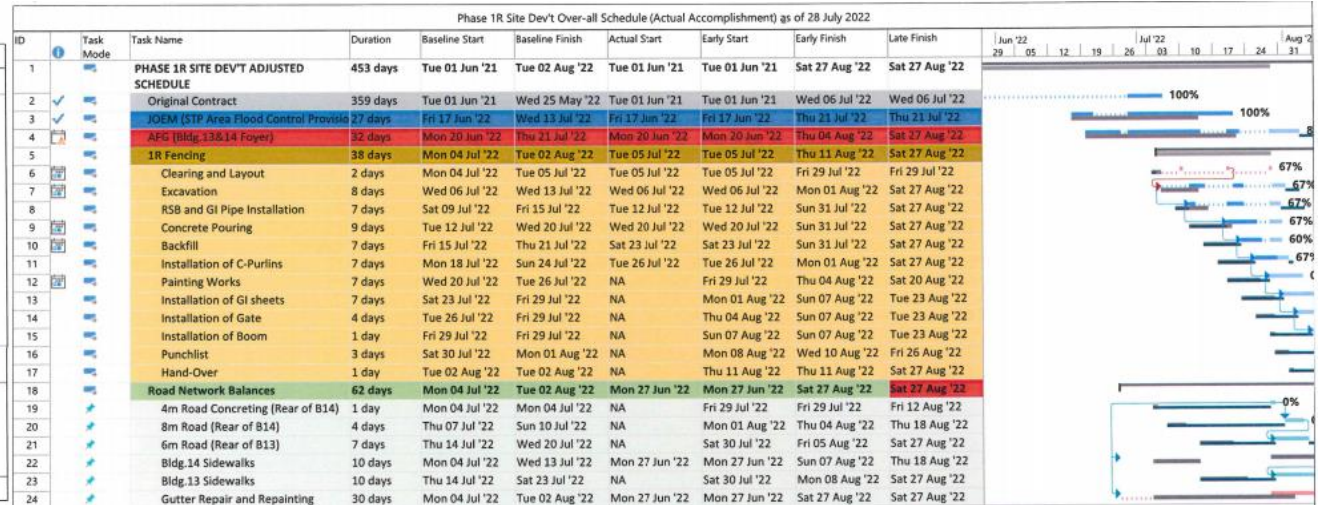 Phase 1R Site Dev't Over-all Schedule (Actual Accomplishment) as of 28 July 2022
ID Task Mode Task Name Duration Baseline Start Baseline Finish Actual Start Early Start Early Finish Late Finish Jun '22 Jul '22 Aug '2
29 05 12 19 26 03 10 17 24 31
1 PHASE 1R SITE DEV'T ADJUSTED SCHEDULE 453 days Tue 01 Jun '21 Tue 02 Aug '22 Tue 01 Jun '21 Tue 01 Jun '21 Sat 27 Aug '22 Sat 27 Aug '22
2 Original Contract 359 days Tue 01 Jun '21 Wed 25 May '22 Tue 01 Jun '21 Tue 01 Jun '21 Wed 06 Jul '22 Wed 06 Jul '22 100%
3 JOEM (STP Area Flood Control Provisio 27 days Fri 17 Jun '22 Wed 13 Jul '22 Fri 17 Jun '22 Fri 17 Jun '22 Thu 21 Jul '22 Thu 21 Jul '22 100%
4 AFG (Bldg.13&14 Foyer) 32 days Mon 20 Jun '22 Thu 21 Jul '22 Mon 20 Jun '22 Mon 20 Jun '22 Thu 04 Aug '22 Sat 27 Aug '22 8
5 1R Fencing 38 days Mon 04 Jul '22 Tue 02 Aug '22 Tue 05 Jul '22 Tue 05 Jul '22 Thu 11 Aug '22 Sat 27 Aug '22
6 Clearing and Layout 2 days Mon 04 Jul '22 Tue 05 Jul '22 Tue 05 Jul '22 Tue 05 Jul '22 Fri 29 Jul '22 Fri 29 Jul '22 67%
7 Excavation 8 days Wed 06 Jul '22 Wed 13 Jul '22 Wed 06 Jul '22 Wed 06 Jul '22 Mon 01 Aug '22 Sat 27 Aug '22 67%
8 RSB and GI Pipe Installation 7 days Sat 09 Jul '22 Fri 15 Jul '22 Tue 12 Jul '22 Tue 12 Jul '22 Sun 31 Jul '22 Sat 27 Aug '22 67%
9 Concrete Pouring 9 days Tue 12 Jul '22 Wed 20 Jul '22 Wed 20 Jul '22 Wed 20 Jul '22 Sun 31 Jul '22 Sat 27 Aug '22 67%
10 Backfill 7 days Fri 15 Jul '22 Thu 21 Jul '22 Sat 23 Jul '22 Sat 23 Jul '22 Sun 31 Jul '22 Sat 27 Aug '22 60%
11 Installation of C-Purlins 7 days Mon 18 Jul '22 Sun 24 Jul '22 Tue 26 Jul '22 Tue 26 Jul '22 Mon 01 Aug '22 Sat 27 Aug '22 67%
12 Painting Works 7 days Wed 20 Jul '22 Tue 26 Jul '22 NA Fri 29 Jul '22 Thu 04 Aug '22 Sat 20 Aug '22
13 Installation of GI sheets 7 days Sat 23 Jul '22 Fri 29 Jul '22 NA Mon 01 Aug '22 Sun 07 Aug '22 Tue 23 Aug '22
14 Installation of Gate 4 days Tue 26 Jul '22 Fri 29 Jul '22 NA Thu 04 Aug '22 Sun 07 Aug '22 Tue 23 Aug '22
15 Installation of Boom 1 day Fri 29 Jul '22 Fri 29 Jul '22 NA Sun 07 Aug '22 Sun 07 Aug '22 Tue 23 Aug '22
16 Punchlist 3 days Sat 30 Jul '22 Mon 01 Aug '22 NA Mon 08 Aug '22 Wed 10 Aug '22 Fri 26 Aug '22
17 Hand-Over 1 day Tue 02 Aug '22 Tue 02 Aug '22 NA Thu 11 Aug '22 Thu 11 Aug '22 Sat 27 Aug '22
18 Road Network Balances 62 days Mon 04 Jul '22 Tue 02 Aug '22 Mon 27 Jun '22 Mon 27 Jun '22 Sat 27 Aug '22 Sat 27 Aug '22
19 4m Road Concreting (Rear of B14) 1 day Mon 04 Jul '22 Mon 04 Jul '22 NA Fri 29 Jul '22 Fri 29 Jul '22 Fri 12 Aug '22 0%
20 8m Road (Rear of B14) 4 days Thu 07 Jul '22 Sun 10 Jul '22 NA Mon 01 Aug '22 Thu 04 Aug '22 Thu 18 Aug '22
21 6m Road (Rear of B13) 7 days Thu 14 Jul '22 Wed 20 Jul '22 NA Sat 30 Jul '22 Fri 05 Aug '22 Sat 27 Aug '22
22 Bldg.14 Sidewalks 10 days Mon 04 Jul '22 Wed 13 Jul '22 Mon 27 Jun '22 Mon 27 Jun '22 Sun 07 Aug '22 Thu 18 Aug '22
23 Bldg.13 Sidewalks 10 days Thu 14 Jul '22 Sat 23 Jul '22 NA Sat 30 Jul '22 Mon 08 Aug '22 Sat 27 Aug '22
24 Gutter Repair and Repainting 30 days Mon 04 Jul '22 Tue 02 Aug '22 Mon 27 Jun '22 Mon 27 Jun '22 Sat 27 Aug '22 Sat 27 Aug '22